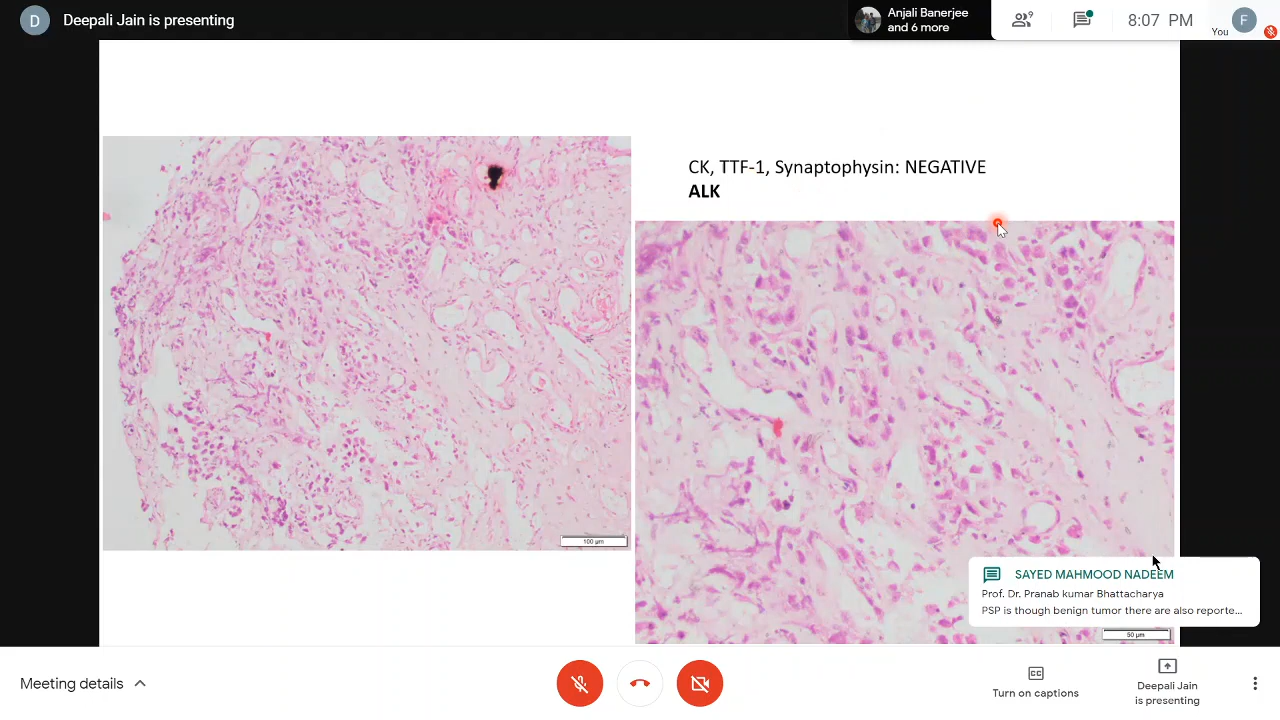 D
Deepali Jain is presenting
Anjali Banerjee
and 6 more
9
8:07 PM
You
F
CK, TTF-1, Synaptophysin: NEGATIVE
ALK
100 µm
SAYED MAHMOOD NADEEM
Prof. Dr. Pranab kumar Bhattacharya
PSP is though benign tumor there are also reporte...
50 µm
Meeting details
CC
Turn on captions
Deepali Jain
is presenting